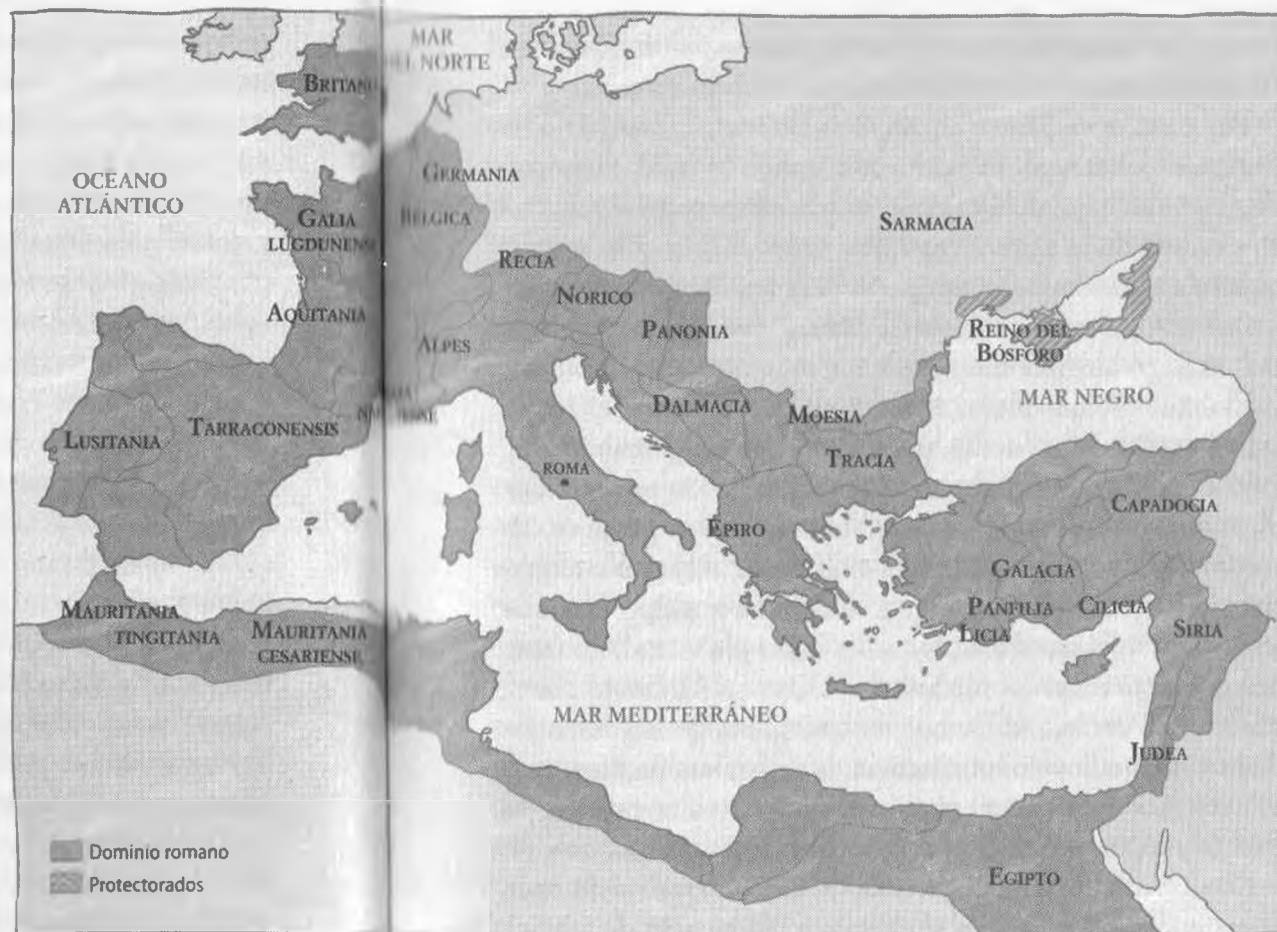 MAR
DEL NORTE
BRITAN
OCEANO
ATLÁNTICO
GERMANIA
BELGICA
GALIA
LUGDUNENS
SARMACIA
RECIA
NÓRICO
AQUITANIA
PANONIA
REINO DEL
BÓSFORO
ALPES
MAR NEGRO
DALMACIA
MOESIA
LUSITANIA
TARRACONENSIS
TRACIA
ROMA
CAPADOCIA
EPIRO
GALACIA
MAURITANIA
TINGITANIA
MAURITANIA
CESARIENSE
PANFILIA
CILICIA
LICIA
SIRIA
MAR MEDITERRÁNEO
JUDEA
EGIPTO
Dominio romano
Protectorados